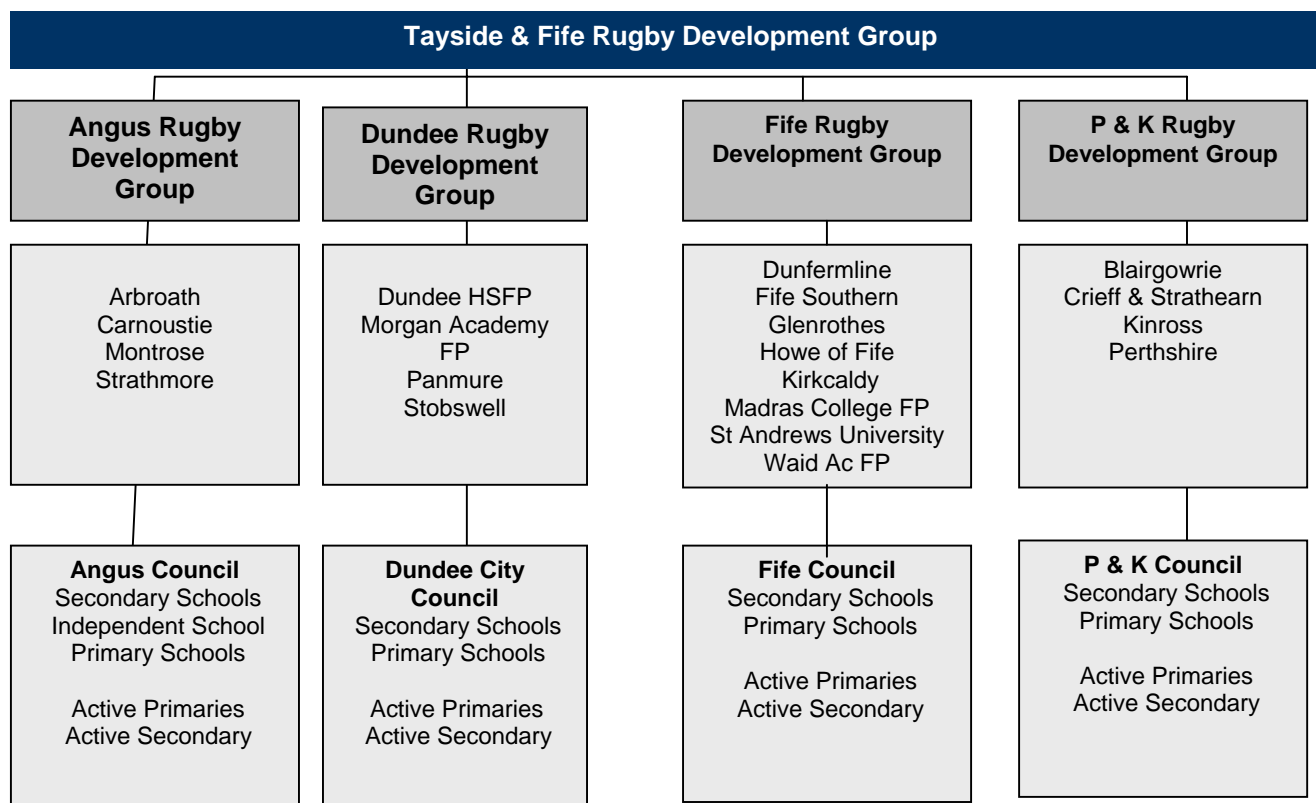 Tayside & Fife Rugby Development Group
Angus Rugby
Development
Group
Dundee Rugby
Development
Group
Fife Rugby
Development Group
P & K Rugby
Development Group
Arbroath
Carnoustie
Montrose
Strathmore
Dundee HSFP
Morgan Academy
FP
Panmure
Stobswell
Dunfermline
Fife Southern
Glenrothes
Howe of Fife
Kirkcaldy
Madras College FP
St Andrews University
Waid Ac FP
Blairgowrie
Crieff & Strathearn
Kinross
Perthshire
Angus Council
Secondary Schools
Independent School
Primary Schools
Active Primaries
Active Secondary
Dundee City
Council
Secondary Schools
Primary Schools
Active Primaries
Active Secondary
Fife Council
Secondary Schools
Primary Schools
Active Primaries
Active Secondary
P & K Council
Secondary Schools
Primary Schools
Active Primaries
Active Secondary